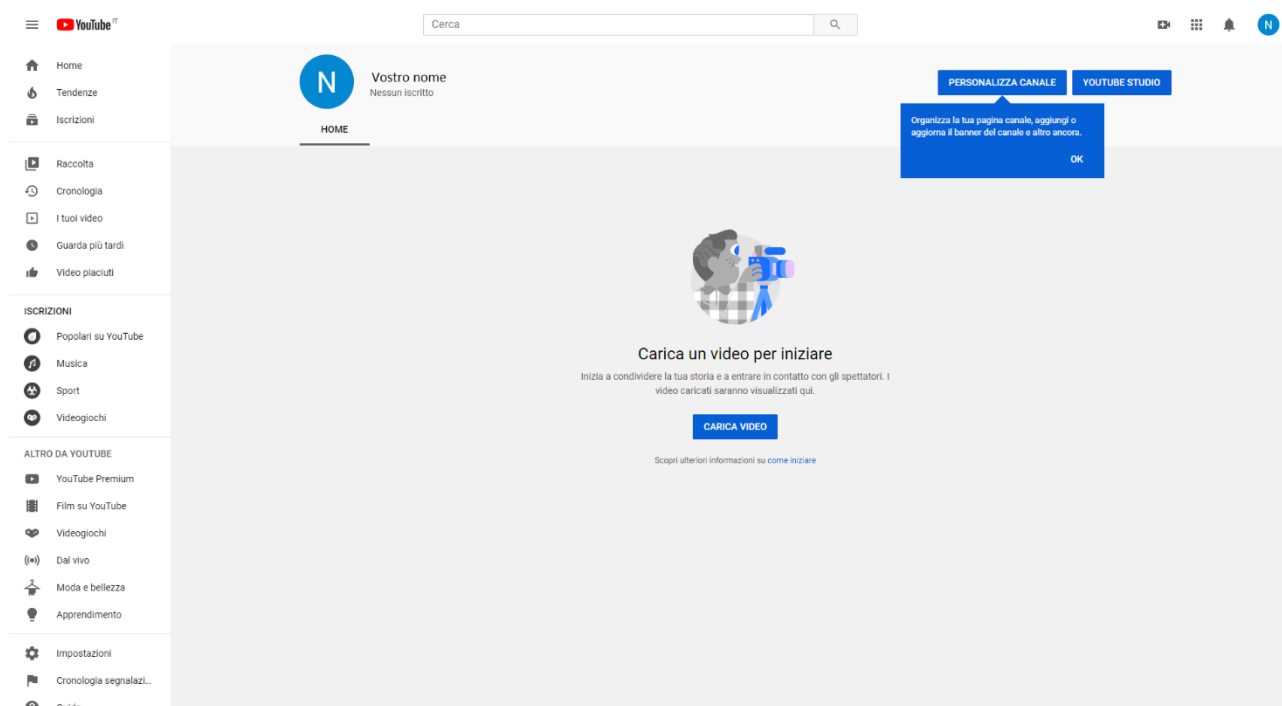 YouTube IT
Cerca
N
Home
Tendenze
Iscrizioni
Raccolta
Cronologia
I tuoi video
Guarda più tardi
Video piaciuti
ISCRIZIONI
Popolari su YouTube
Musica
Sport
Videogiochi
ALTRO DA YOUTUBE
YouTube Premium
Film su YouTube
Videogiochi
Dal vivo
Moda e bellezza
Apprendimento
Impostazioni
Cronologia segnalazi...
N
Vostro nome
Nessun iscritto
PERSONALIZZA CANALE
YOUTUBE STUDIO
Organizza la tua pagina canale, aggiungi o
aggiorna il banner del canale e altro ancora.
OK
HOME
Carica un video per iniziare
Inizia a condividere la tua storia e a entrare in contatto con gli spettatori. I
video caricati saranno visualizzati qui.
CARICA VIDEO
Scopri ulteriori informazioni su come iniziare